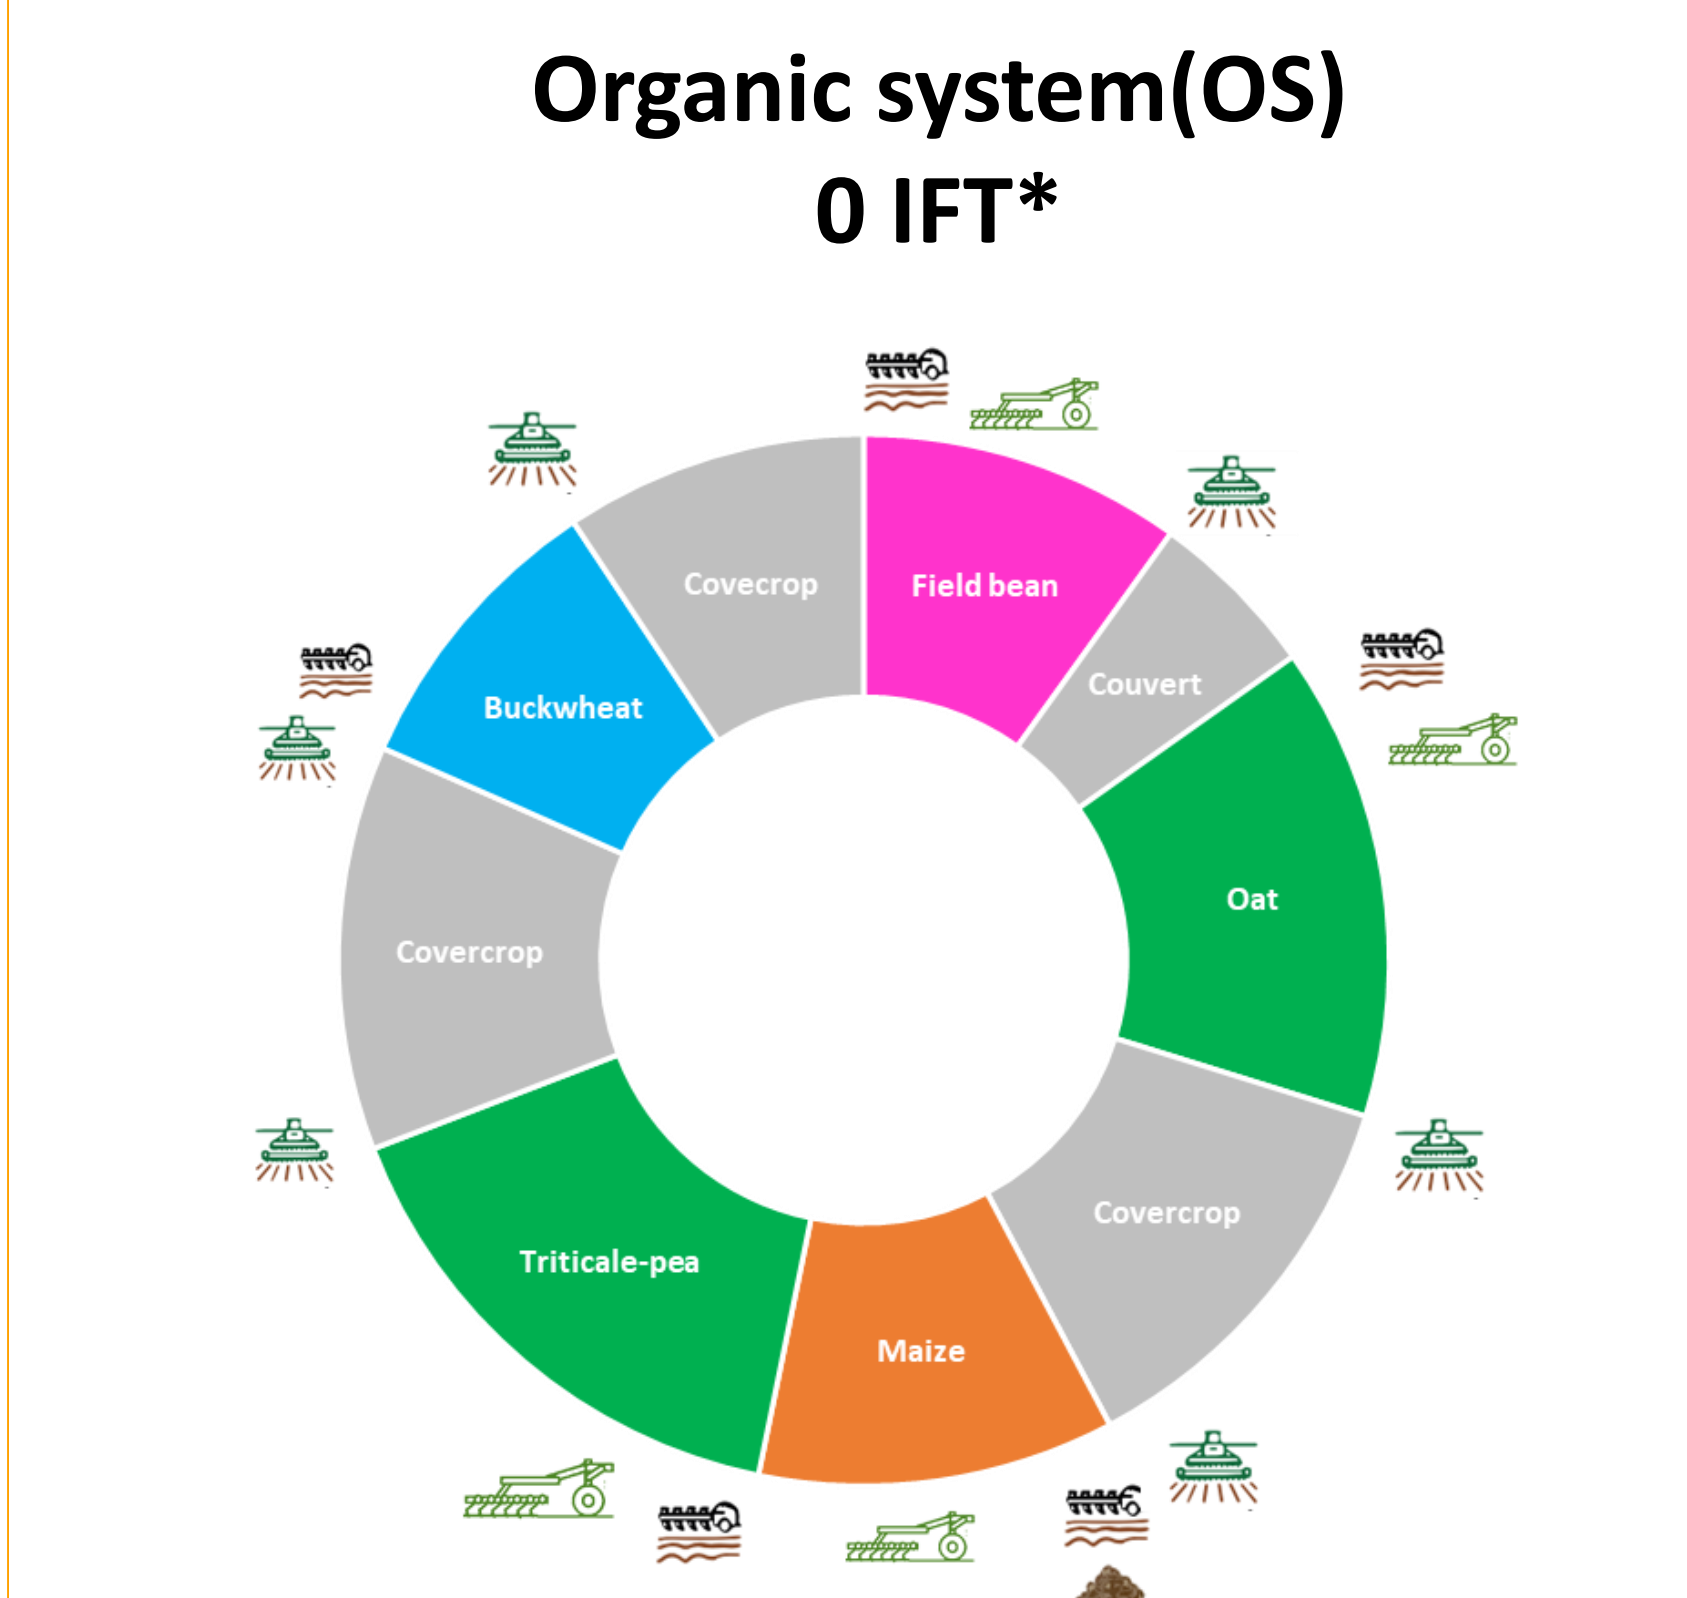 Organic system(OS)
0 IFT*
Covecrop
Field bean
Couvert
Buckwheat
Oat
Covercrop
Covercrop
Triticale-pea
Maize